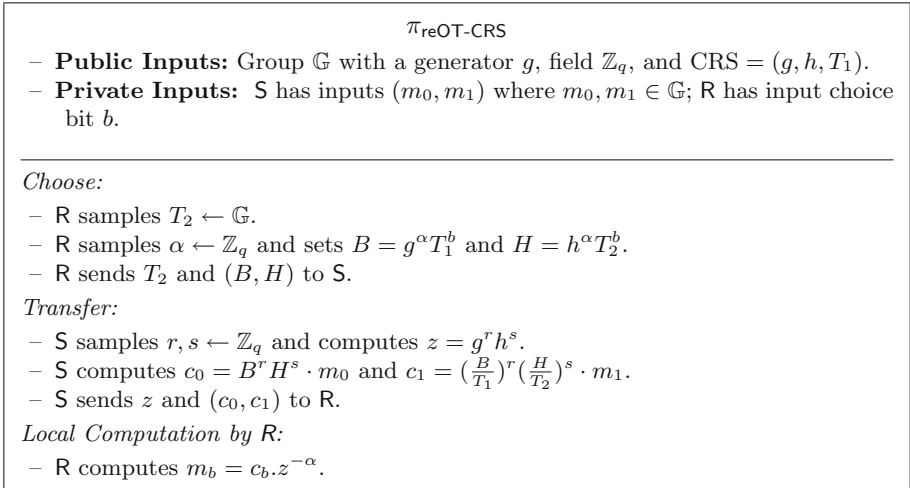 π_reOT-CRS
– Public Inputs: Group 𝔾 with a generator g, field ℤ_q, and CRS = (g, h, T_1).
– Private Inputs: S has inputs (m_0, m_1) where m_0, m_1 ∈ 𝔾; R has input choice
bit b.
Choose:
– R samples T_2 ← 𝔾.
– R samples α ← ℤ_q and sets B = g^α T_1^b and H = h^α T_2^b.
– R sends T_2 and (B, H) to S.
Transfer:
– S samples r, s ← ℤ_q and computes z = g^r h^s.
– S computes c_0 = B^r H^s · m_0 and c_1 = (B/T_1)^r (H/T_2)^s · m_1.
– S sends z and (c_0, c_1) to R.
Local Computation by R:
– R computes m_b = c_b.z^{−α}.